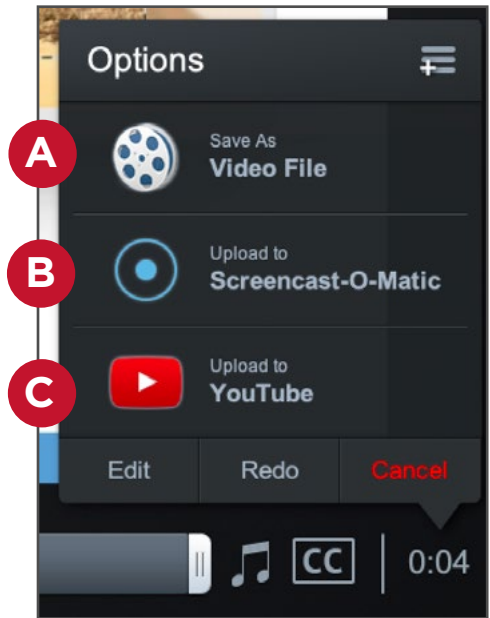 Options
A
Save As
Video File
B
Upload to
Screencast-O-Matic
C
Upload to
YouTube
Edit Redo Cancel
CC 0:04